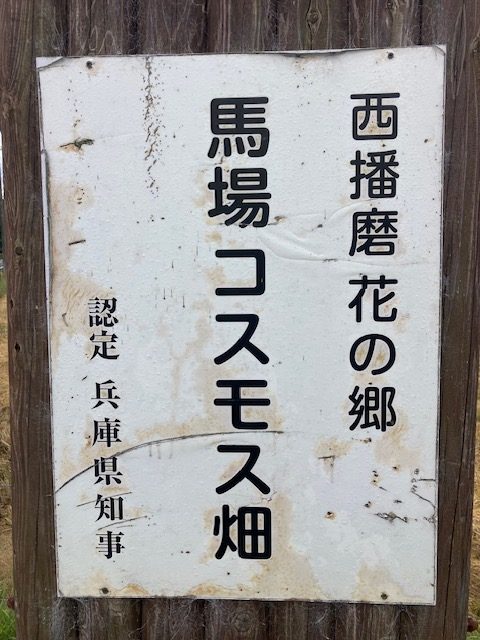 西播磨 花の郷
馬場 コスモス畑
認定 兵庫県知事